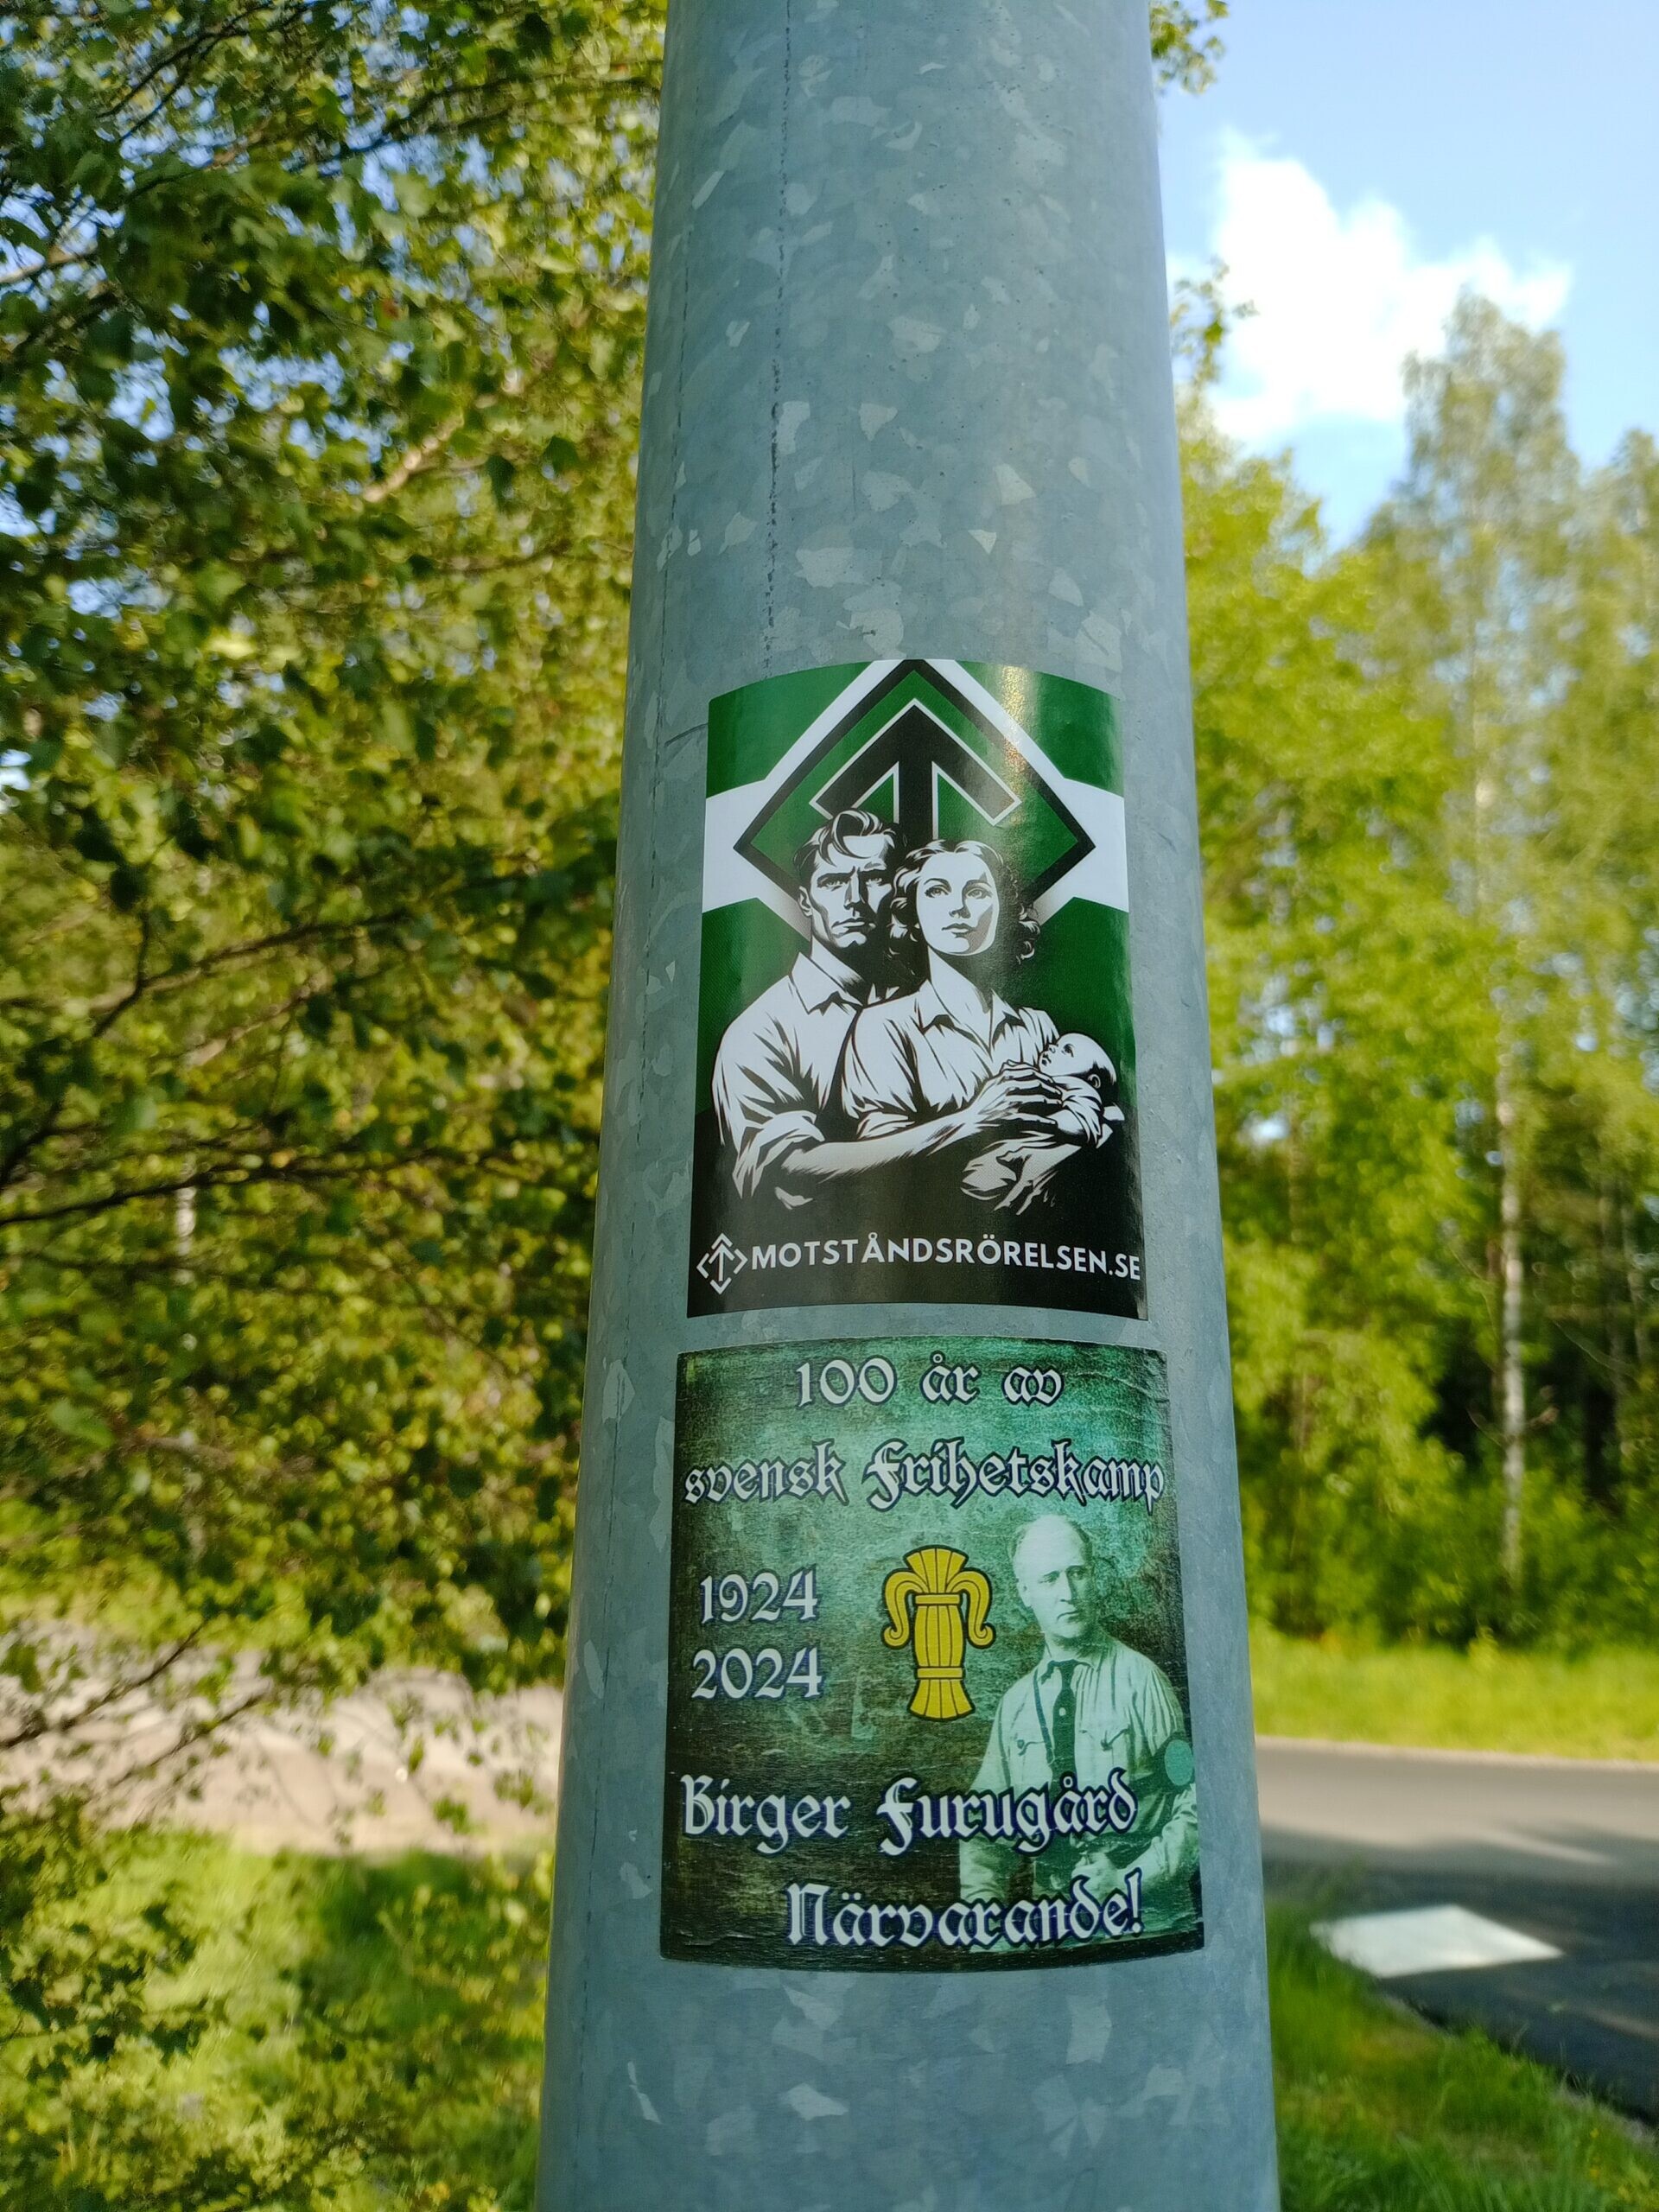 MOTSTÅNDSRÖRELSEN.SE
100 år av
svensk Frihetskamp
1924
2024
Birger Furugård
Närvarande!